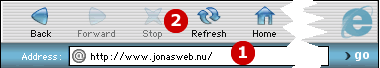 2
Back Forward Stop Refresh Home
Address: @ http://www.jonasweb.nu/ 1 > go